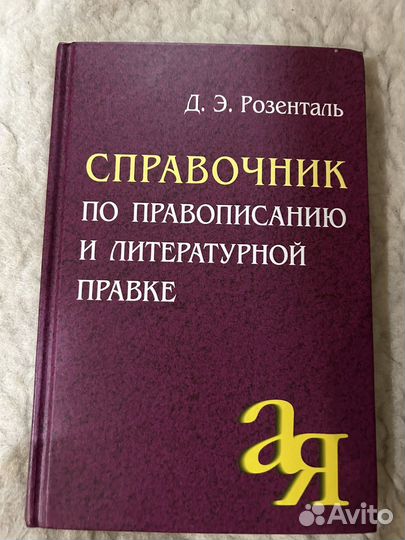 Д. Э. Розенталь
СПРАВОЧНИК
ПО ПРАВОПИСАНИЮ
И ЛИТЕРАТУРНОЙ
ПРАВКЕ
а
Я
Avito